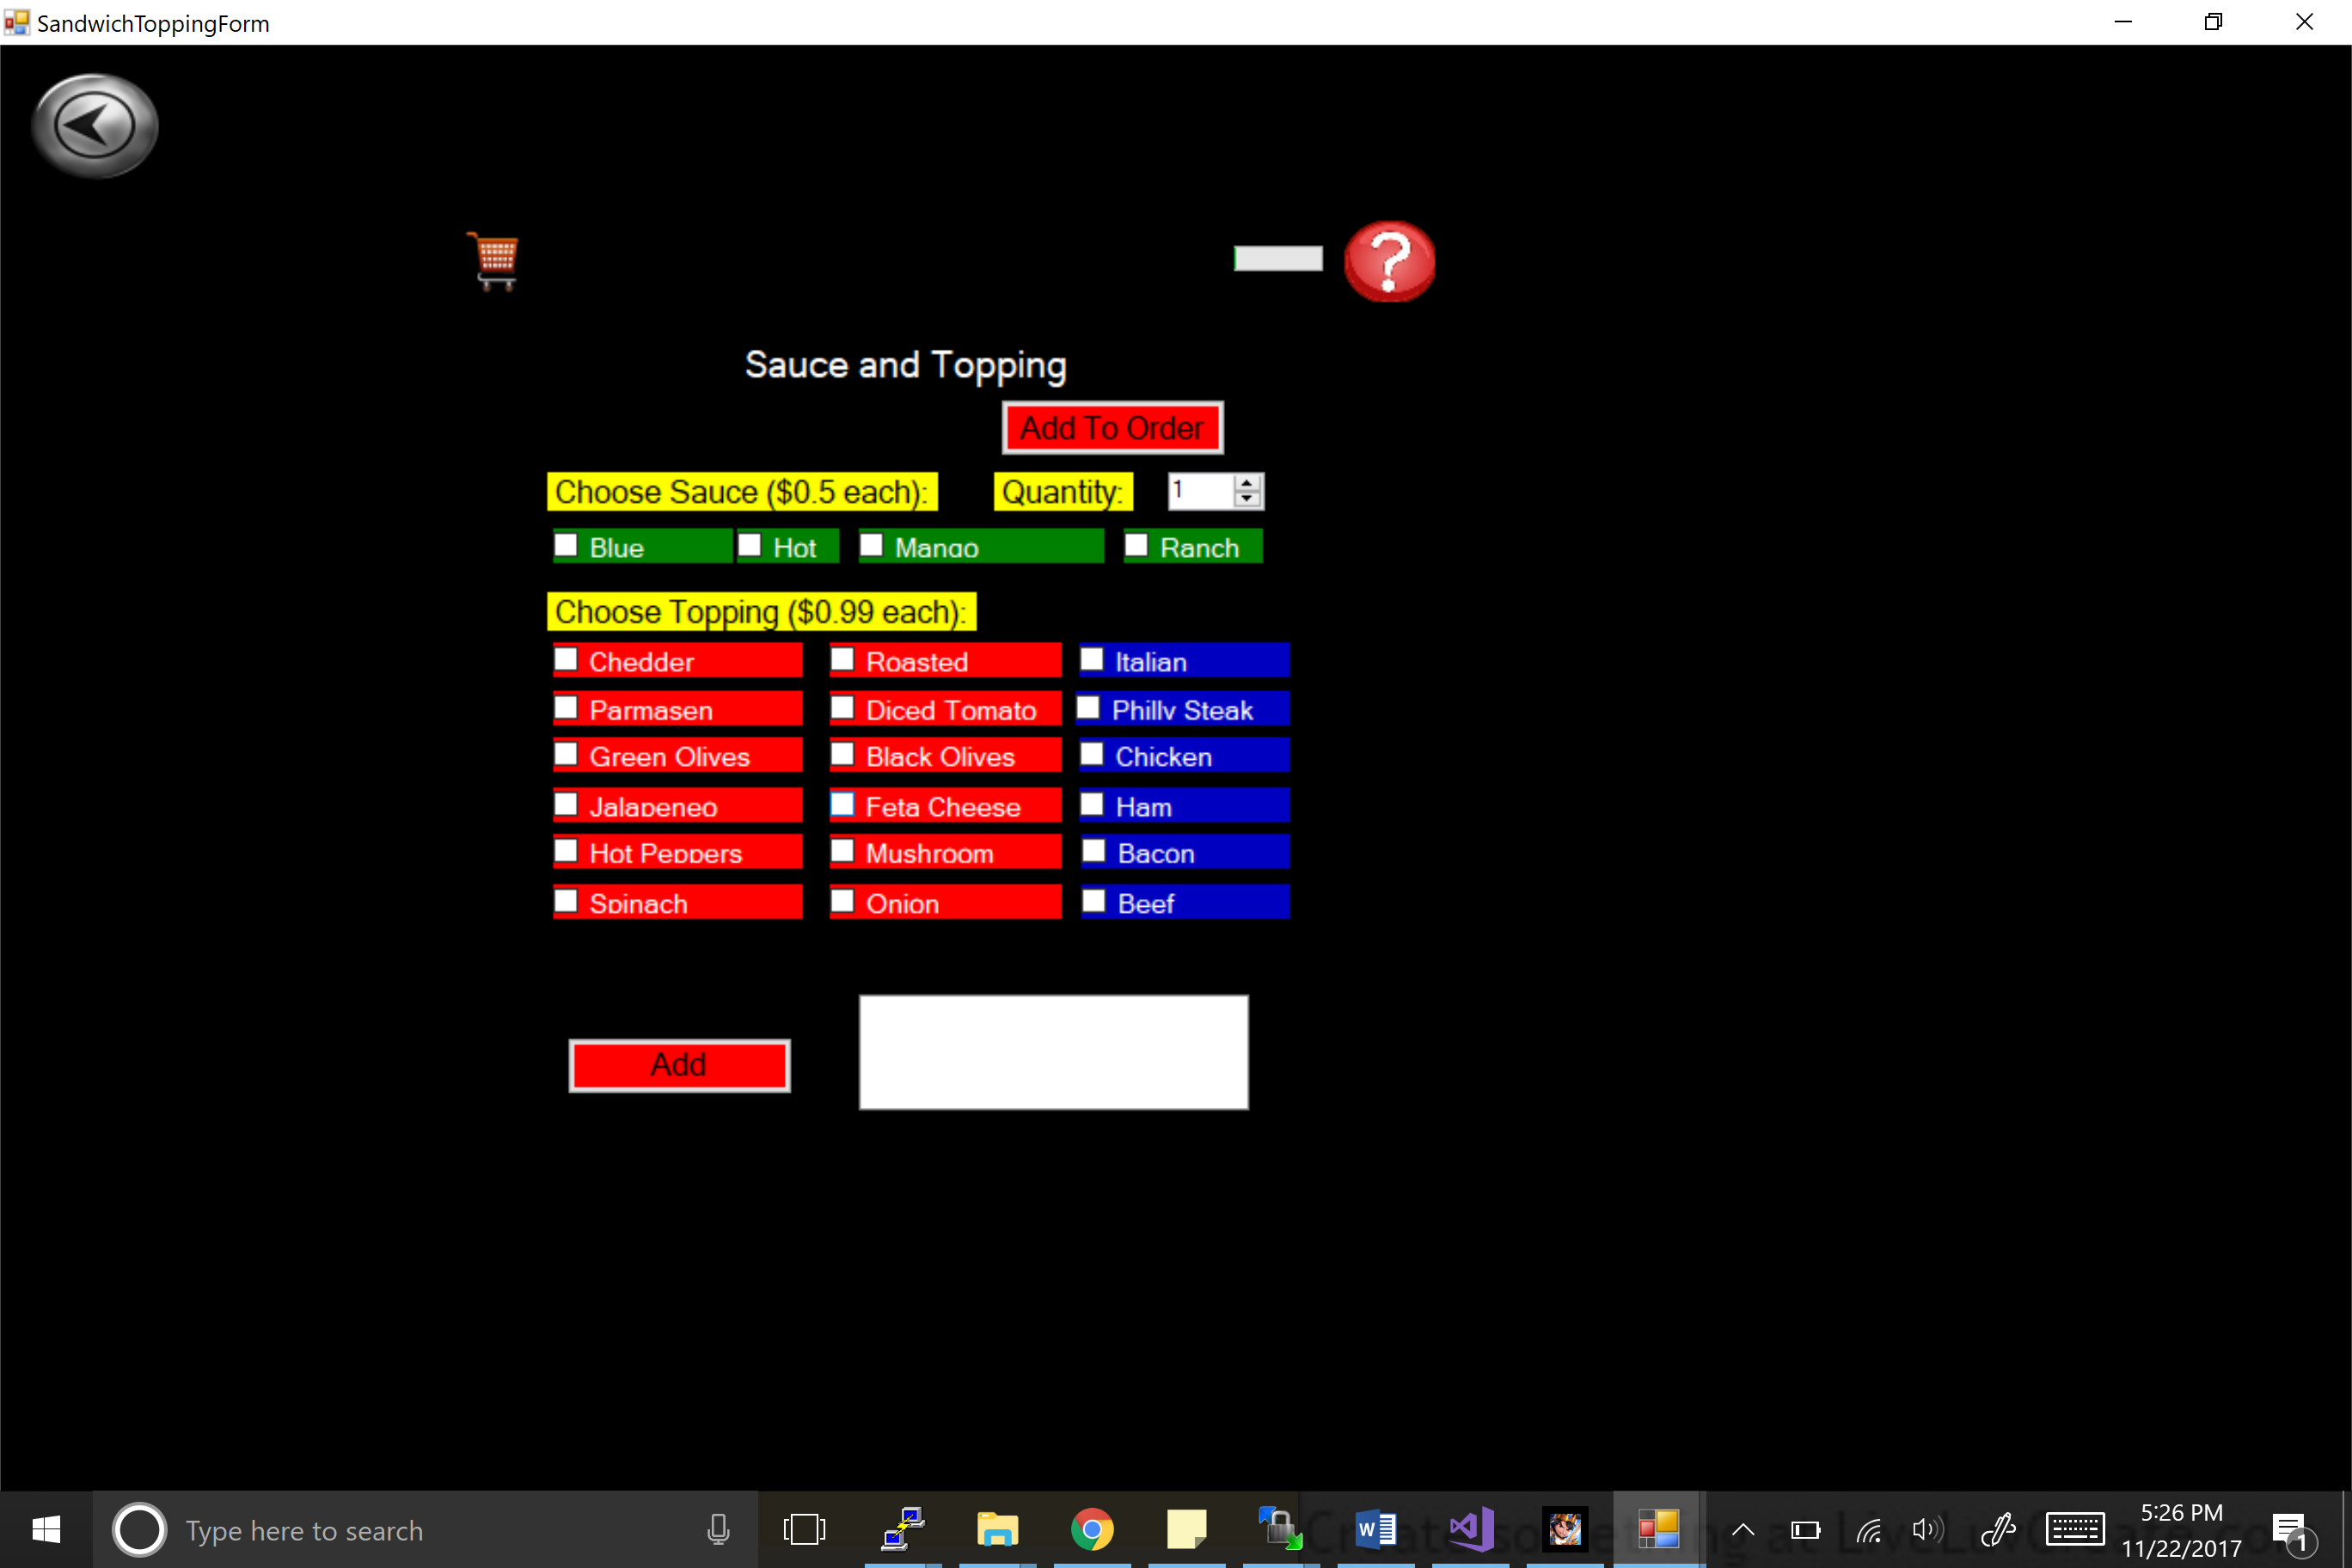 SandwichToppingForm
Sauce and Topping
Add To Order
Choose Sauce ($0.5 each): Quantity: 1
Blue Hot Mango Ranch
Choose Topping ($0.99 each):
Chedder Roasted Italian
Parmasen Diced Tomato Philly Steak
Green Olives Black Olives Chicken
Jalapeneo Feta Cheese Ham
Hot Peppers Mushroom Bacon
Spinach Onion Beef
Add
Type here to search
5:26 PM
11/22/2017
1